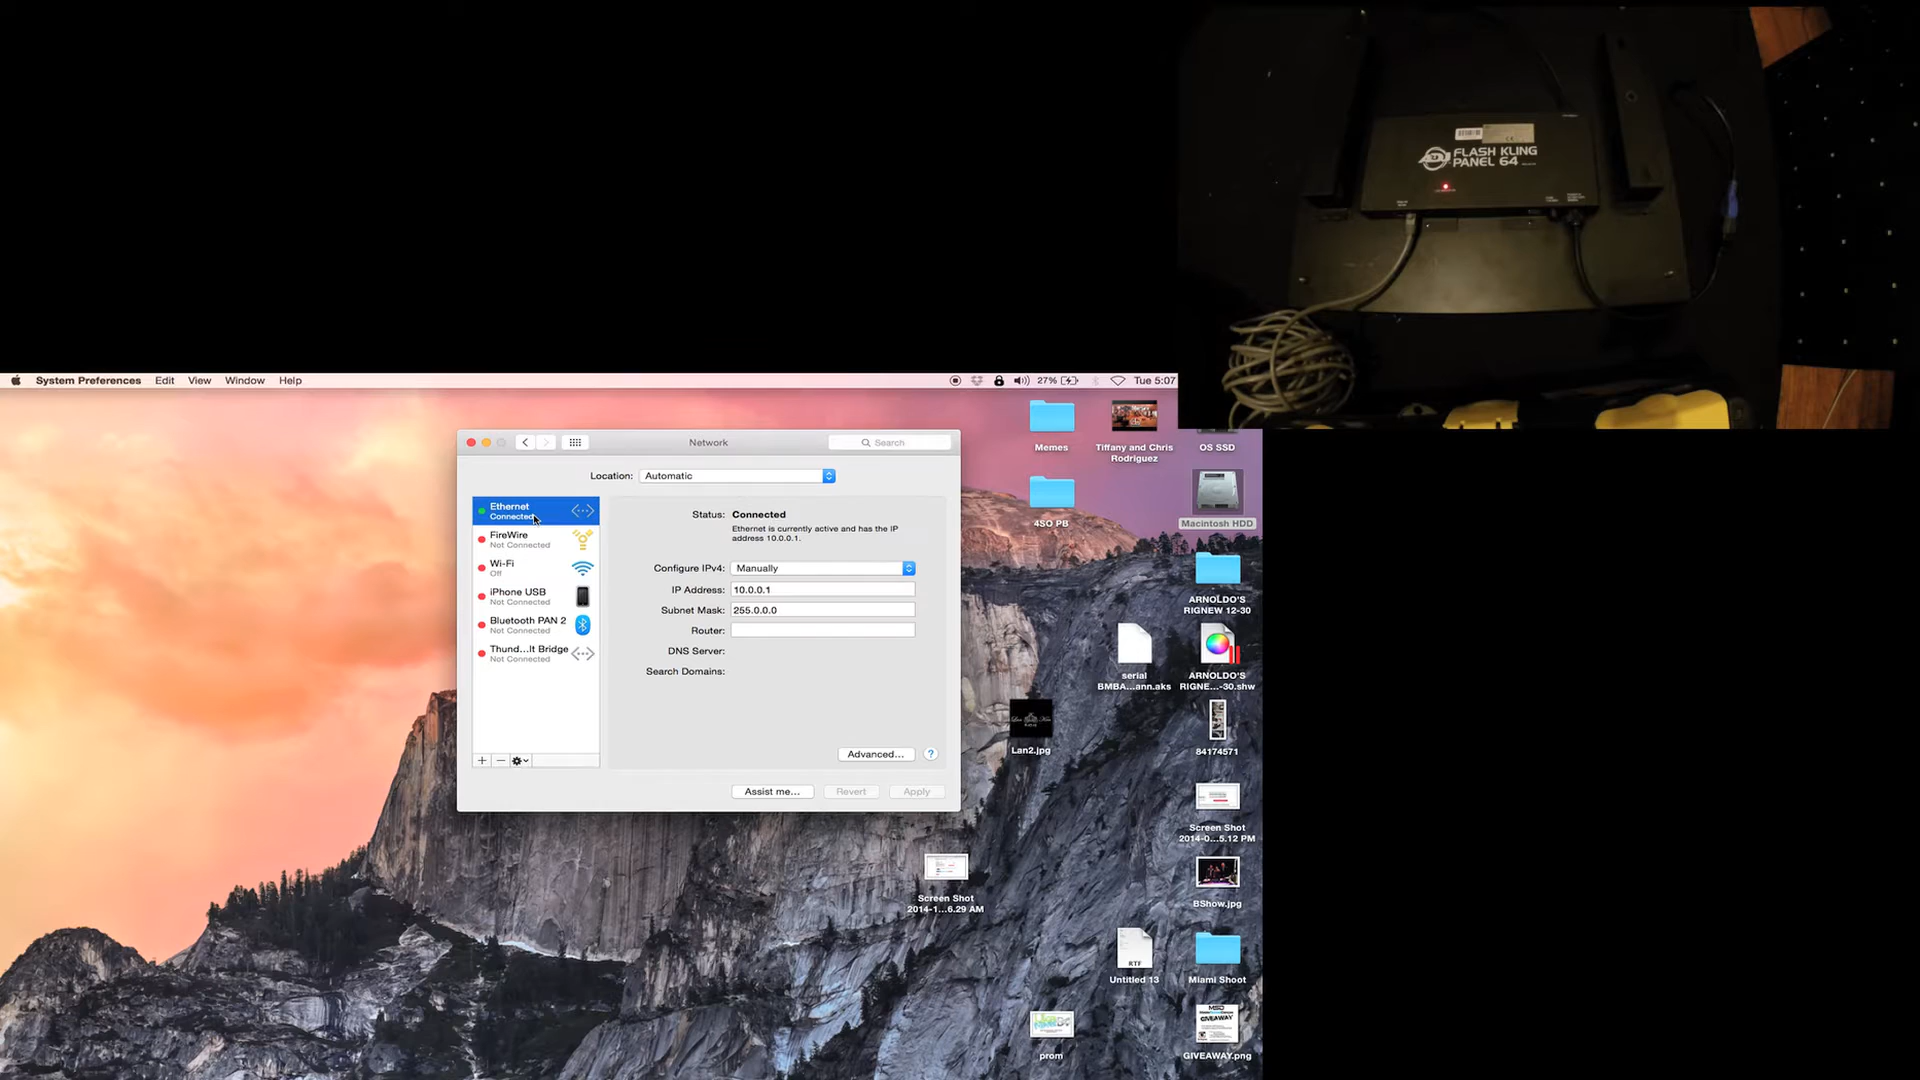 FLASH KLING
PANEL 64
System Preferences Edit View Window Help
27% Tue 5:07
Network
Search
Location: Automatic
Ethernet
Connected
FireWire
Not Connected
Wi-Fi
Off
iPhone USB
Not Connected
Bluetooth PAN 2
Not Connected
Thund...lt Bridge
Not Connected
Status: Connected
Ethernet is currently active and has the IP
address 10.0.0.1.
Configure IPv4: Manually
IP Address: 10.0.0.1
Subnet Mask: 255.0.0.0
Router:
DNS Server:
Search Domains:
Advanced...
?
Assist me...
Revert
Apply
Memes
Tiffany and Chris
Rodriguez
OS SSD
4SO PB
Macintosh HDD
ARNOLDO'S
RIGNEW 12-30
serial
BMBA...ann.aks
ARNOLDO'S
RIGNE...-30.shw
Lan2.jpg
84174571
Screen Shot
2014-0...5.12 PM
Screen Shot
2014-1...6.29 AM
BShow.jpg
RTF
Untitled 13
Miami Shoot
GIVEAWAY
prom
GIVEAWAY.png